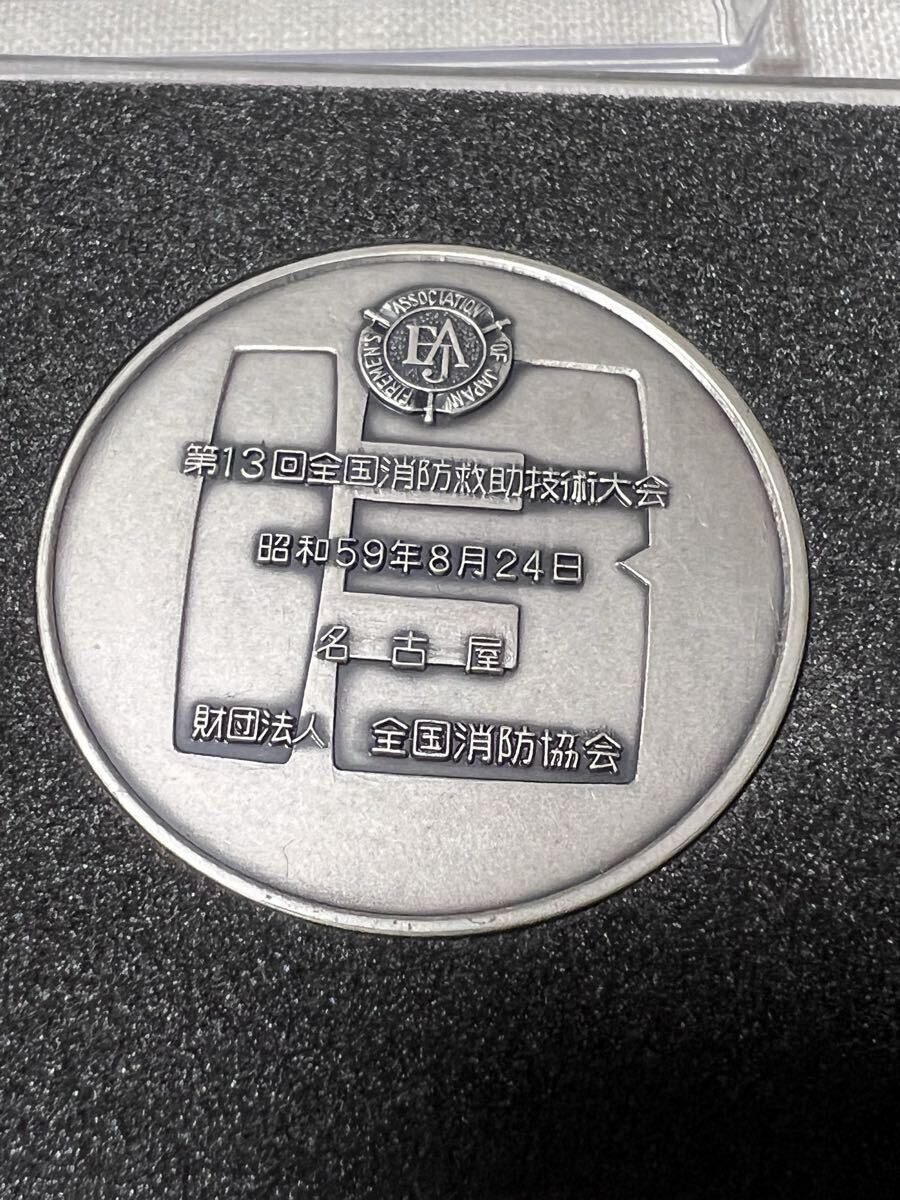 FIREMEN'S ASSOCIATION OF JAPAN
FAJ
第13回全国消防救助技術大会
昭和59年8月24日
名古屋
財団法人 全国消防協会